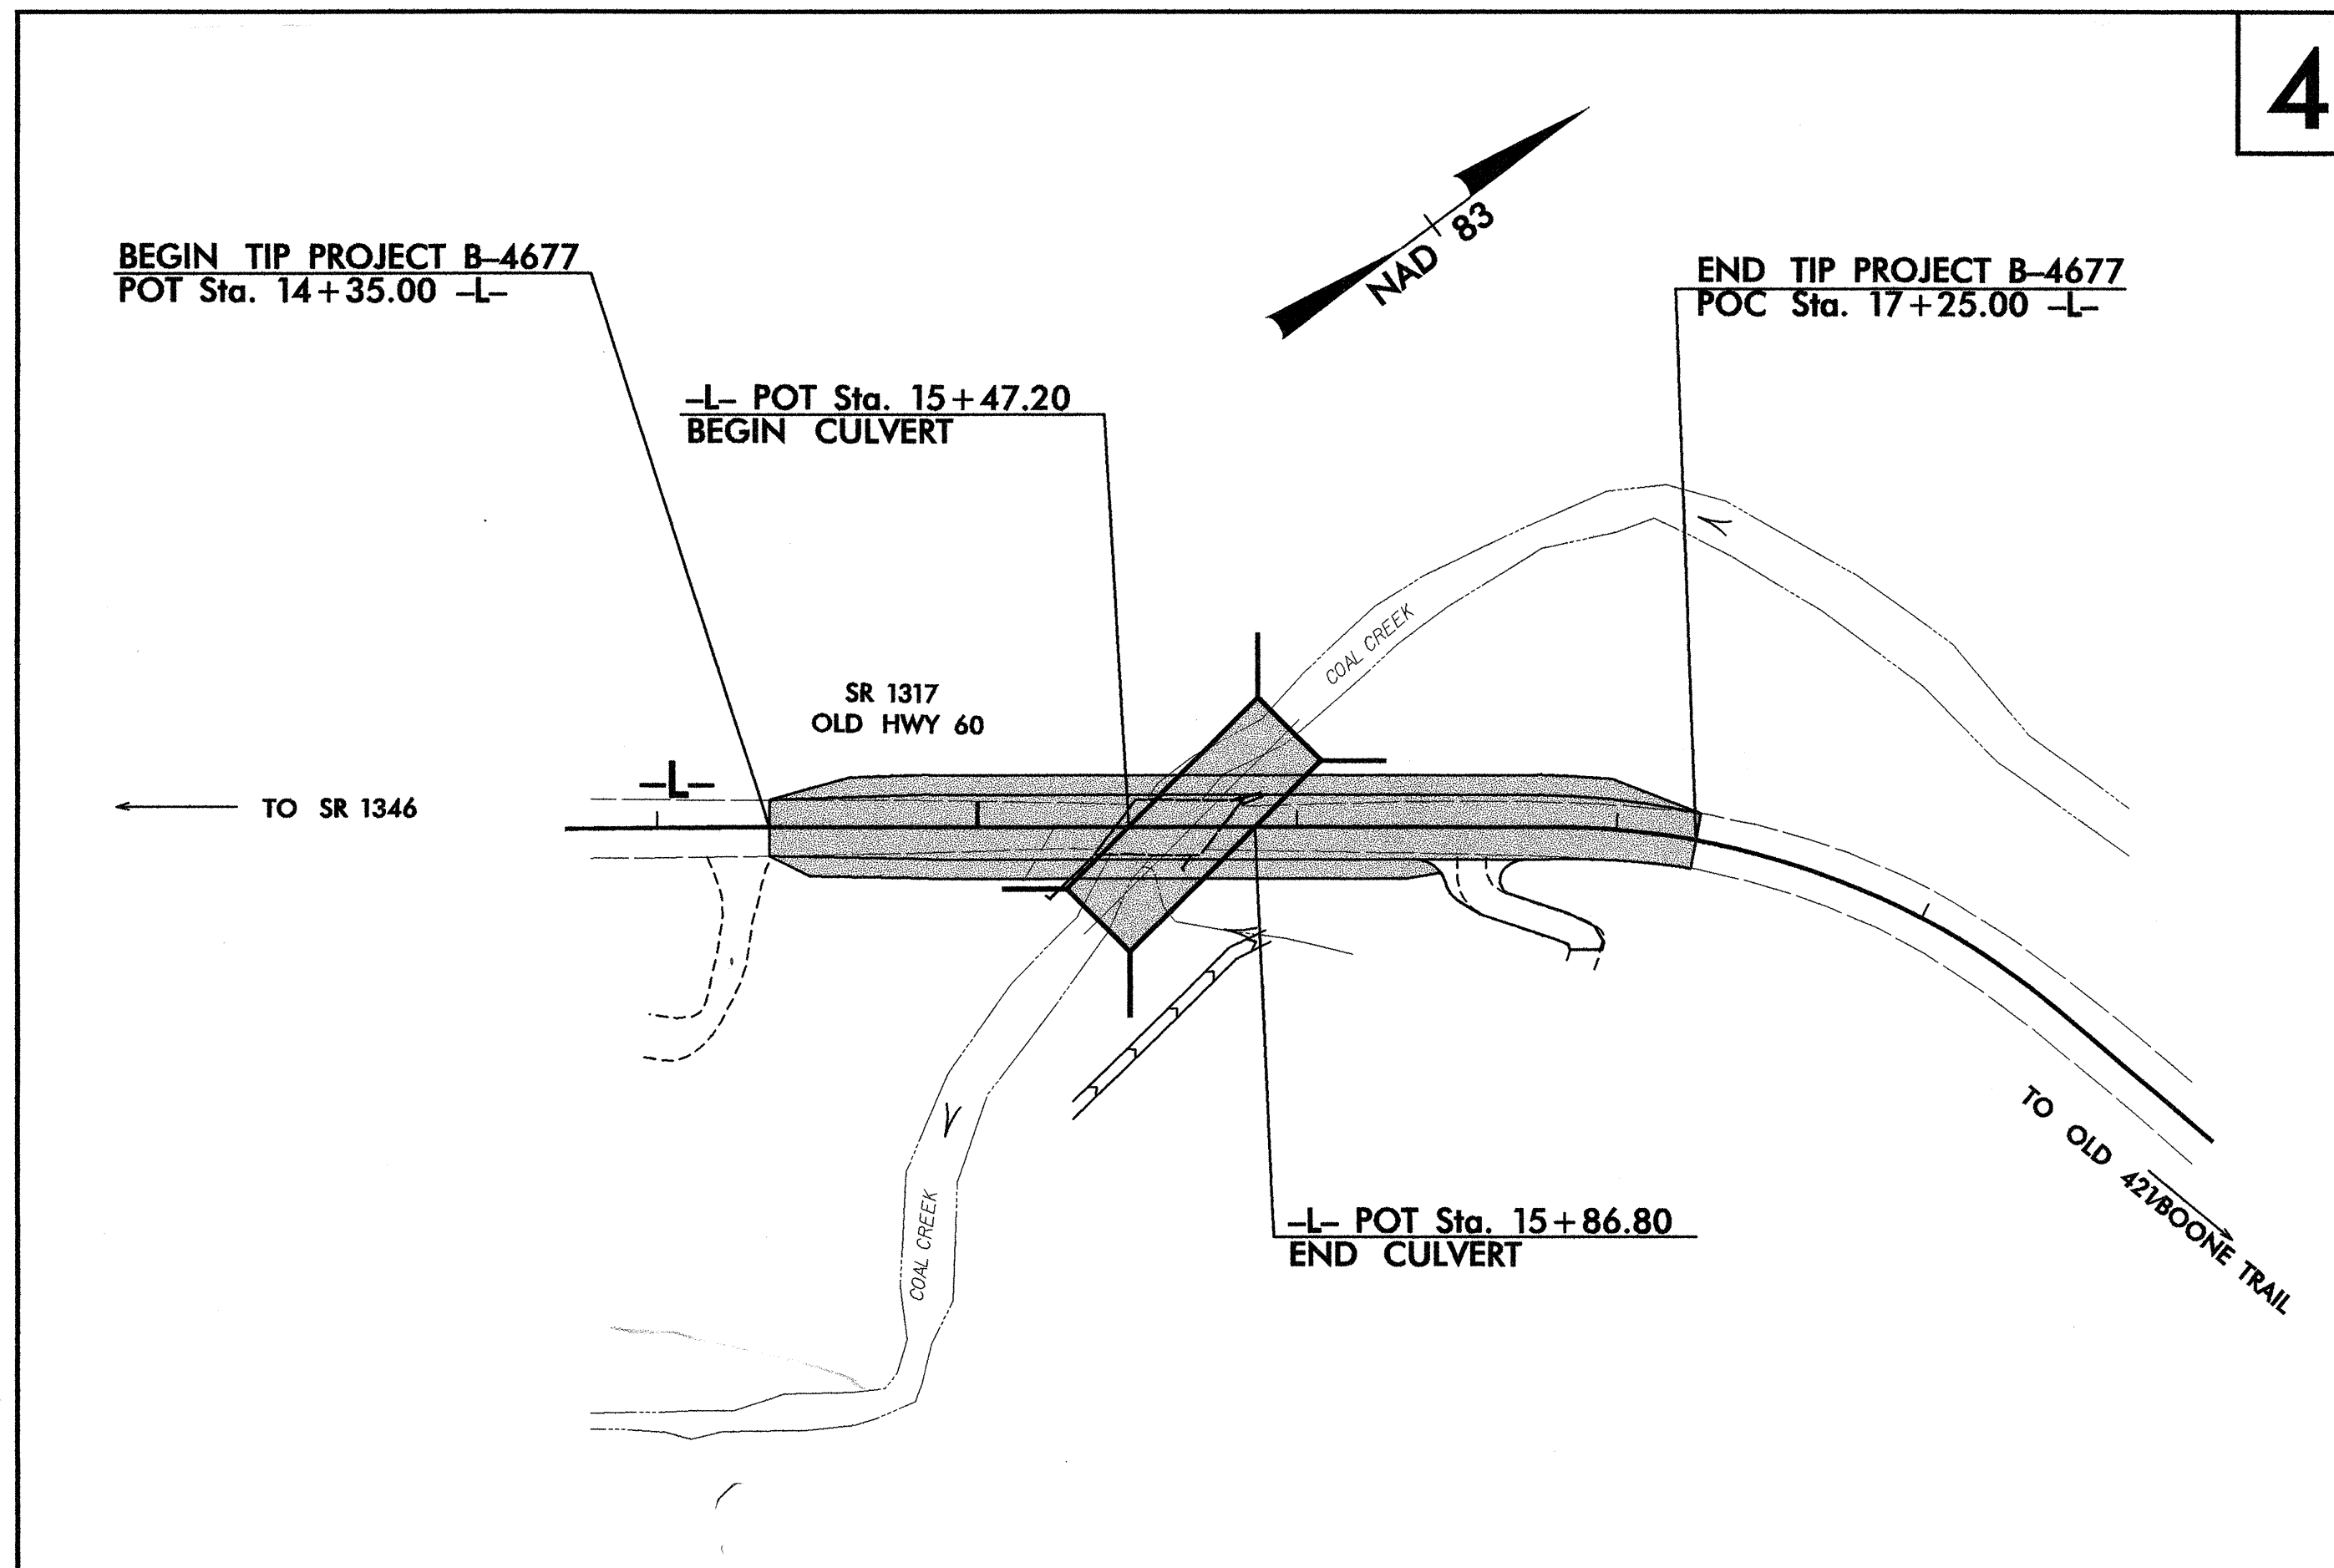 4
NAD 83
BEGIN TIP PROJECT B-4677
POT Sta. 14+35.00 -L-
END TIP PROJECT B-4677
POC Sta. 17+25.00 -L-
-L- POT Sta. 15+47.20
BEGIN CULVERT
COAL CREEK
SR 1317
OLD HWY 60
-L-
TO SR 1346
TO OLD 421/BOONE TRAIL
COAL CREEK
-L- POT Sta. 15+86.80
END CULVERT